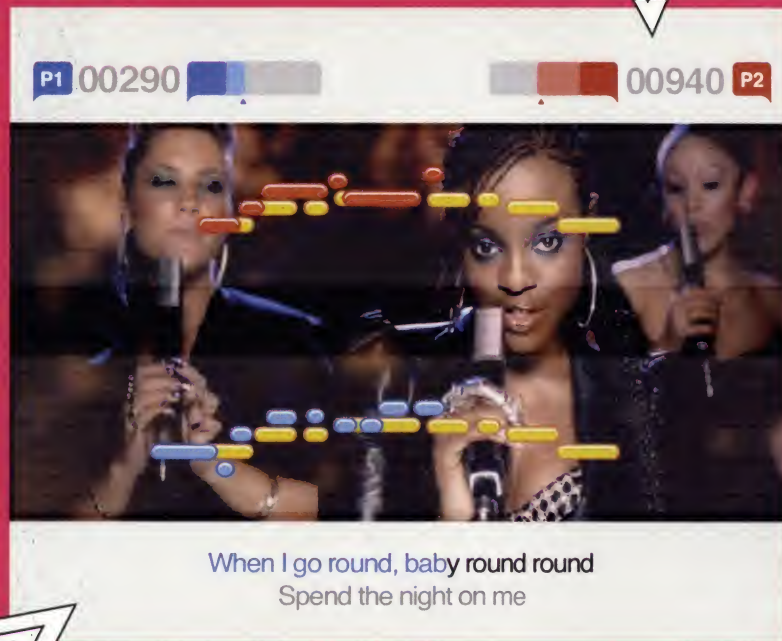 P1 00290
00940 P2
When I go round, baby round round
Spend the night on me